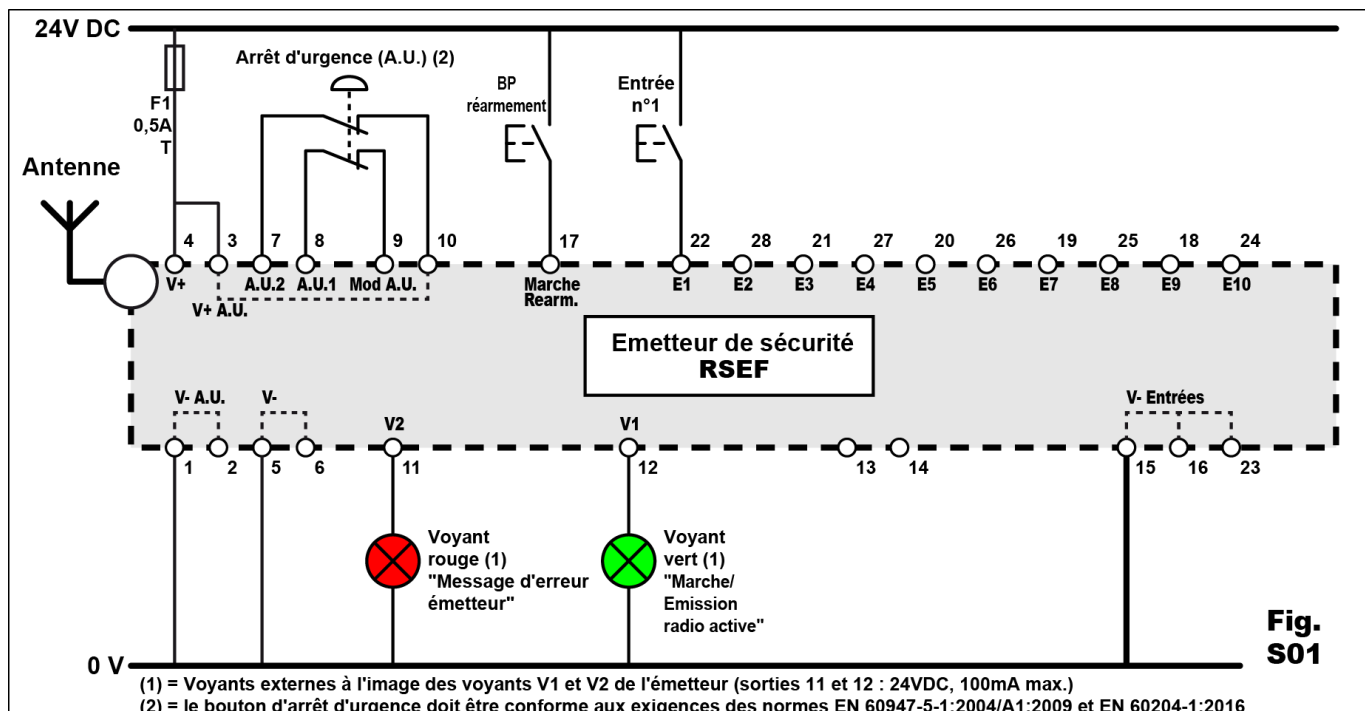 24V DC
Arrêt d'urgence (A.U.) (2)
F1
0,5A
T
BP
réarmement
Entrée
n°1
Antenne
4 3 7 8 9 10 17 22 28 21 27 20 26 19 25 18 24
V+ A.U.2 A.U.1 Mod A.U. Marche E1 E2 E3 E4 E5 E6 E7 E8 E9 E10
Rearm.
V+ A.U.
Emetteur de sécurité
RSEF
V- A.U. V- V2 V1 V- Entrées
1 2 5 6 11 12 13 14 15 16 23
Voyant
rouge (1)
"Message d'erreur
émetteur"
Voyant
vert (1)
"Marche/
Emission
radio active"
Fig.
S01
0 V
(1) = Voyants externes à l'image des voyants V1 et V2 de l'émetteur (sorties 11 et 12 : 24VDC, 100mA max.)
(2) = le bouton d'arrêt d'urgence doit être conforme aux exigences des normes EN 60947-5-1:2004/A1:2009 et EN 60204-1:2016